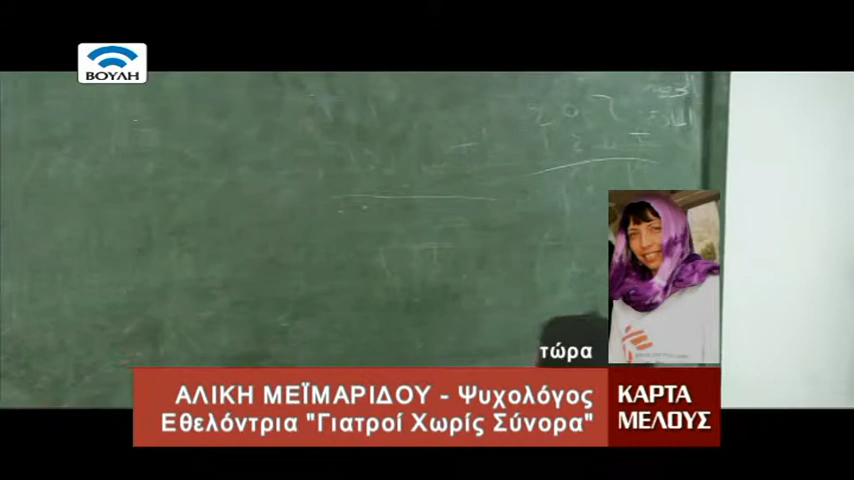 ΒΟΥΛΗ
τώρα
ΑΛΙΚΗ ΜΕΪΜΑΡΙΔΟΥ - Ψυχολόγος
Εθελόντρια "Γιατροί Χωρίς Σύνορα"
ΚΑΡΤΑ
ΜΕΛΟΥΣ